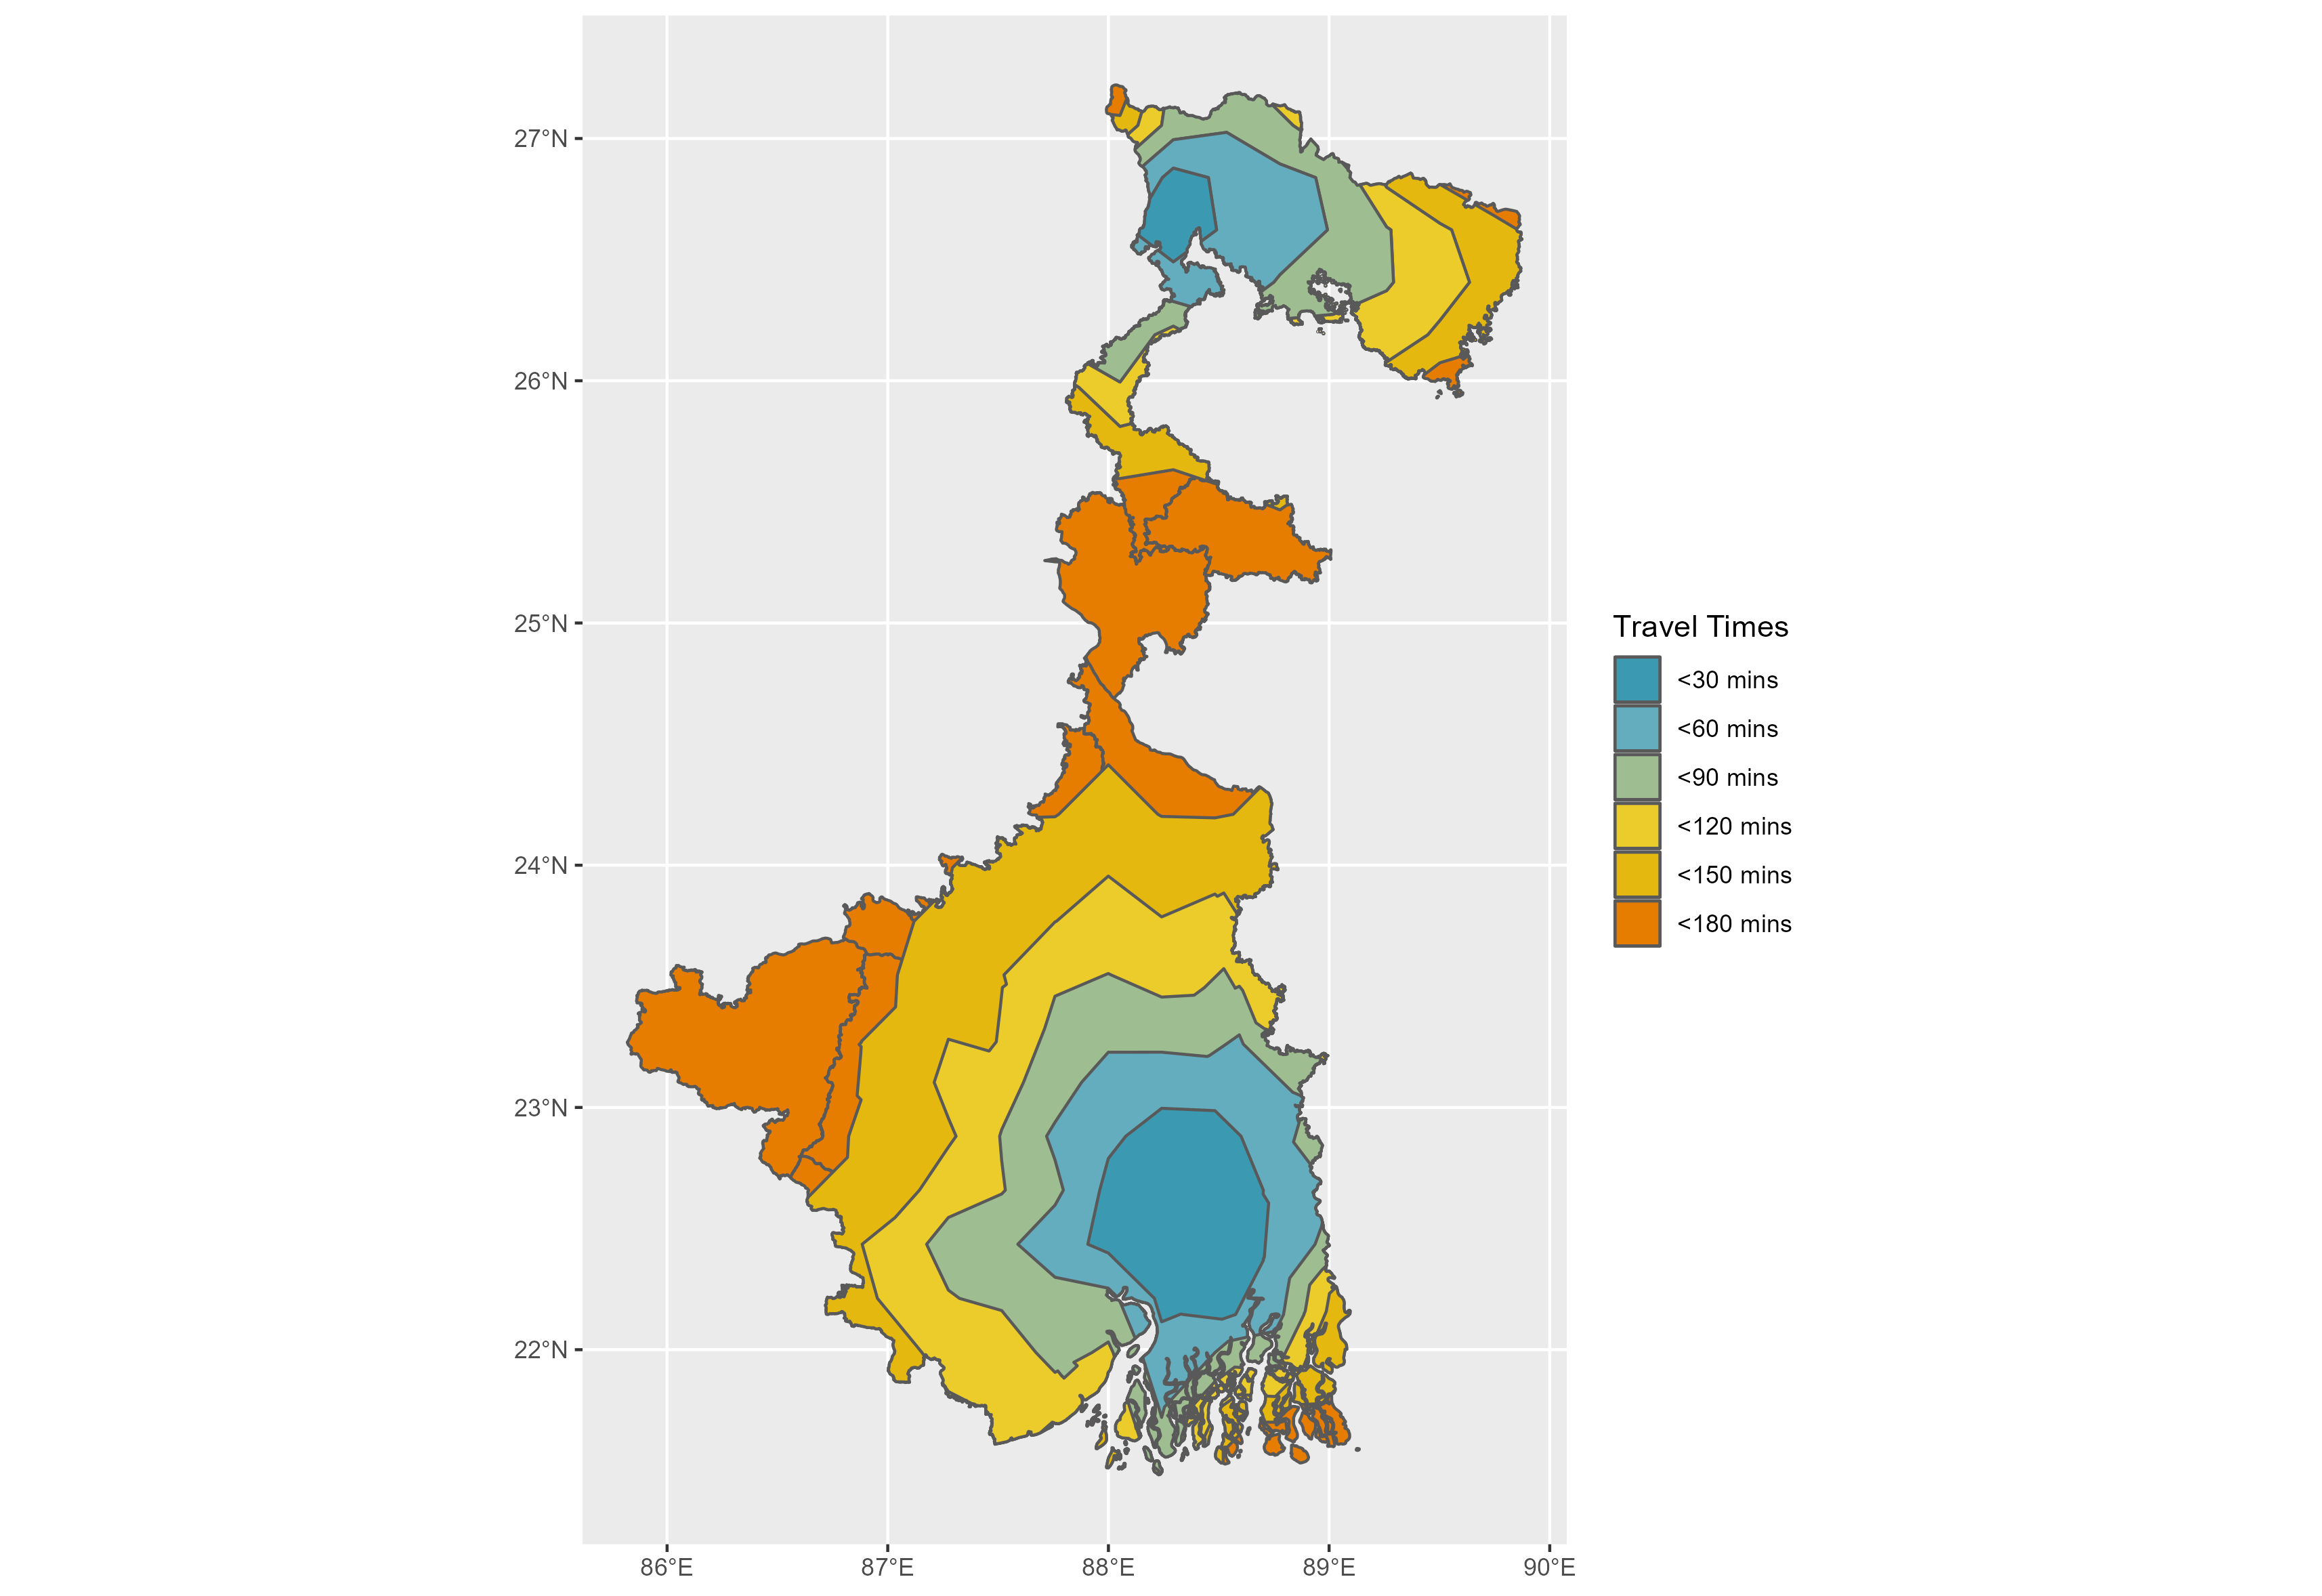 27°N
26°N
25°N
24°N
23°N
22°N
86°E
87°E
88°E
89°E
90°E
Travel Times
<30 mins
<60 mins
<90 mins
<120 mins
<150 mins
<180 mins